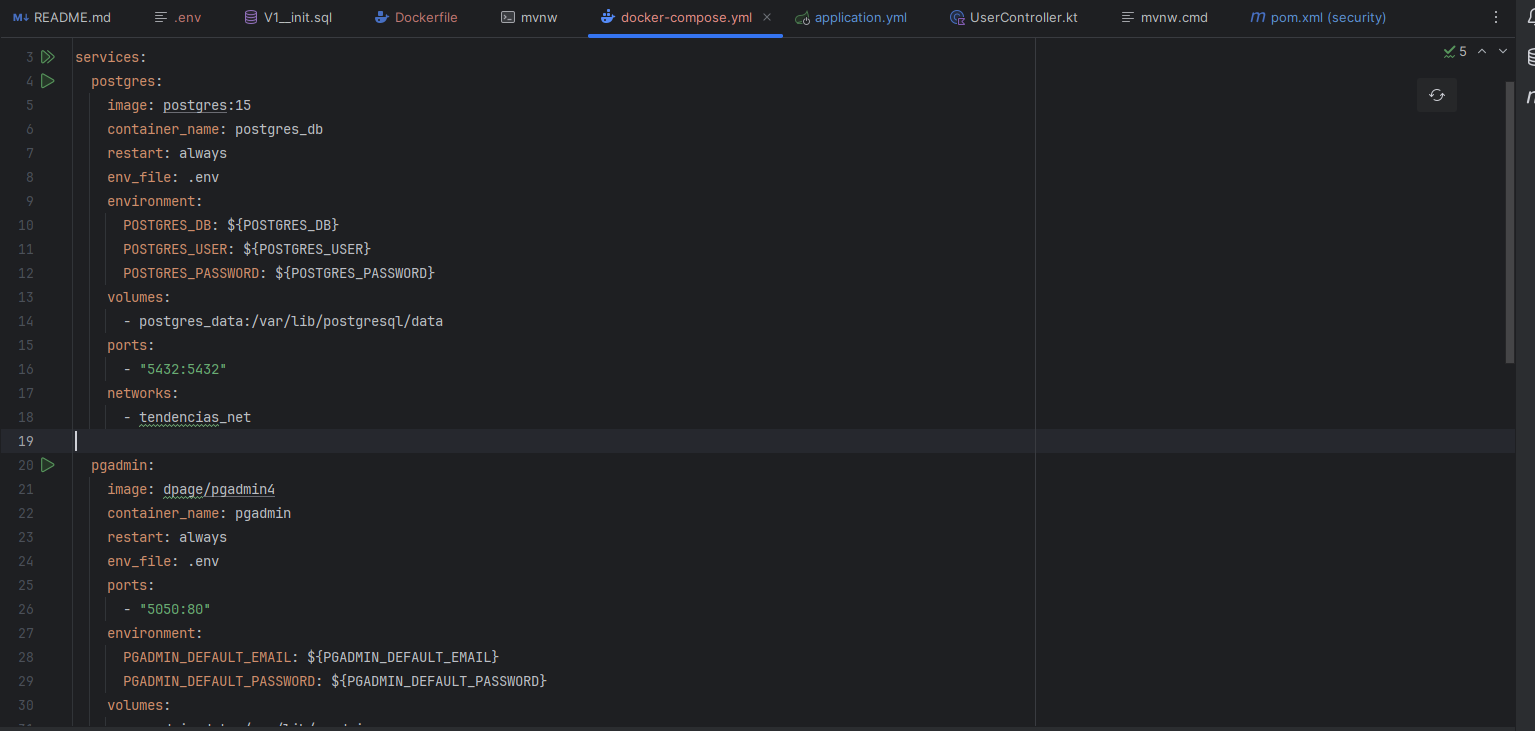 README.md .env V1__init.sql Dockerfile mvnw docker-compose.yml application.yml UserController.kt mvnw.cmd pom.xml (security)
5
3 services:
4 postgres:
5 image: postgres:15
6 container_name: postgres_db
7 restart: always
8 env_file: .env
9 environment:
10 POSTGRES_DB: ${POSTGRES_DB}
11 POSTGRES_USER: ${POSTGRES_USER}
12 POSTGRES_PASSWORD: ${POSTGRES_PASSWORD}
13 volumes:
14 - postgres_data:/var/lib/postgresql/data
15 ports:
16 - "5432:5432"
17 networks:
18 - tendencias_net
19
20 pgadmin:
21 image: dpage/pgadmin4
22 container_name: pgadmin
23 restart: always
24 env_file: .env
25 ports:
26 - "5050:80"
27 environment:
28 PGADMIN_DEFAULT_EMAIL: ${PGADMIN_DEFAULT_EMAIL}
29 PGADMIN_DEFAULT_PASSWORD: ${PGADMIN_DEFAULT_PASSWORD}
30 volumes: